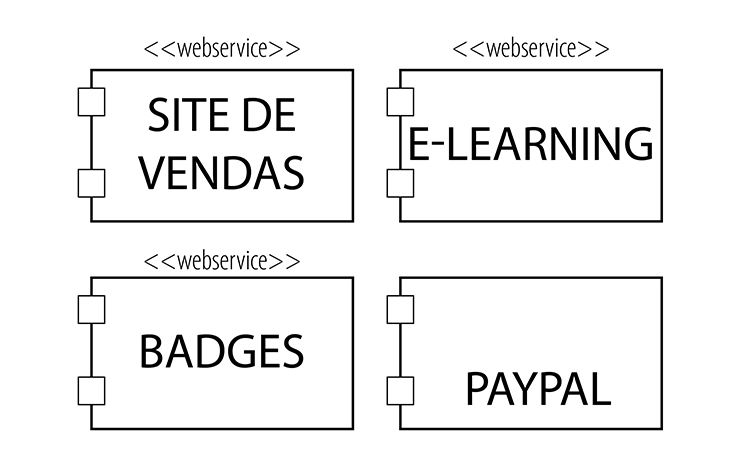 <<webservice>>
SITE DE
VENDAS
<<webservice>>
E-LEARNING
<<webservice>>
BADGES
PAYPAL